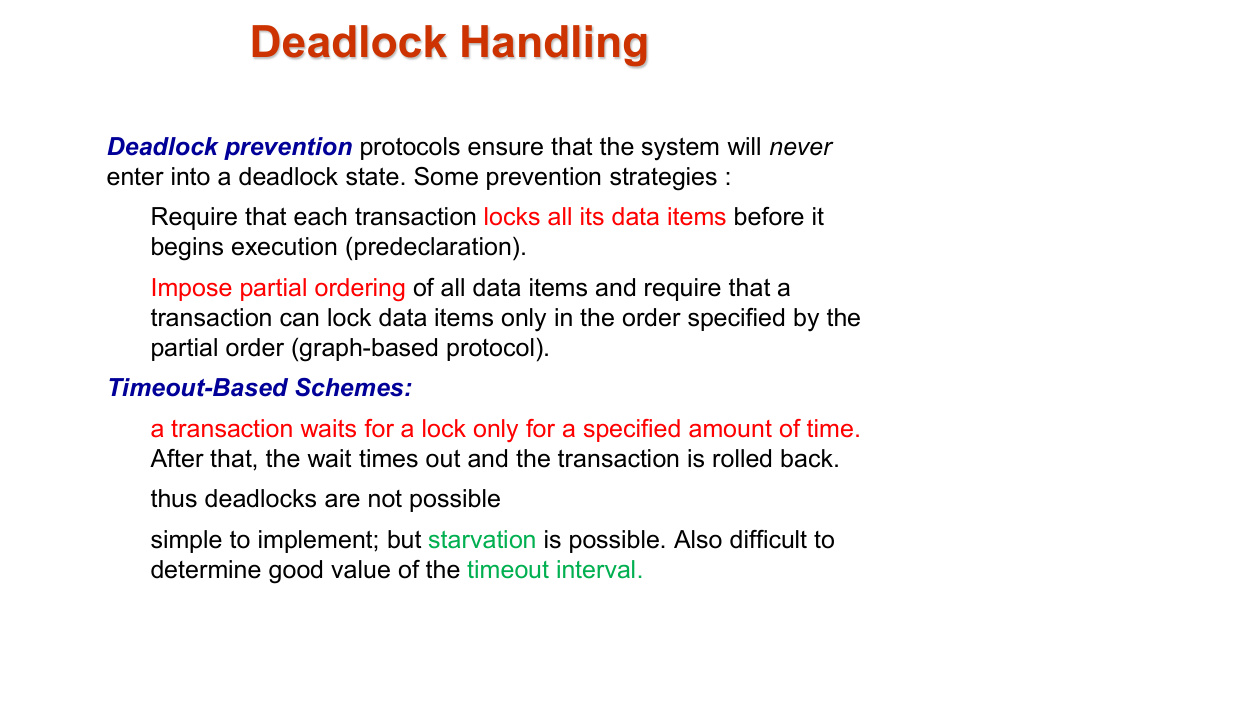 Deadlock Handling
Deadlock prevention protocols ensure that the system will never
enter into a deadlock state. Some prevention strategies :
Require that each transaction locks all its data items before it
begins execution (predeclaration).
Impose partial ordering of all data items and require that a
transaction can lock data items only in the order specified by the
partial order (graph-based protocol).
Timeout-Based Schemes:
a transaction waits for a lock only for a specified amount of time.
After that, the wait times out and the transaction is rolled back.
thus deadlocks are not possible
simple to implement; but starvation is possible. Also difficult to
determine good value of the timeout interval.